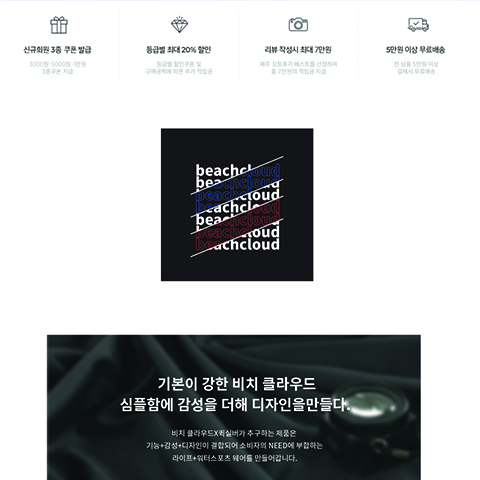 신규회원 3종 쿠폰 발급
등급별 최대 20% 할인
리뷰 작성시 최대 7만원
5만원 이상 무료배송
3000원·5000원·1만원
3종쿠폰 지급
등급별 할인쿠폰 및
구매금액에 따른 추가 적립금
매주 포토후기 베스트를 선정하여
총 7만원의 적립금 지급
전 상품 5만원 이상
결제시 무료배송
beachcloud
beachcloud
beachcloud
beachcloud
beachcloud
beachcloud
beachcloud
기본이 강한 비치 클라우드
심플함에 감성을 더해 디자인을만들다.
비치 클라우드X퀵실버가 추구하는 제품은
기능+감성+디자인이 결합되어 소비자의 NEED에 부합하는
라이프+워터스포츠 웨어를 만들어갑니다.